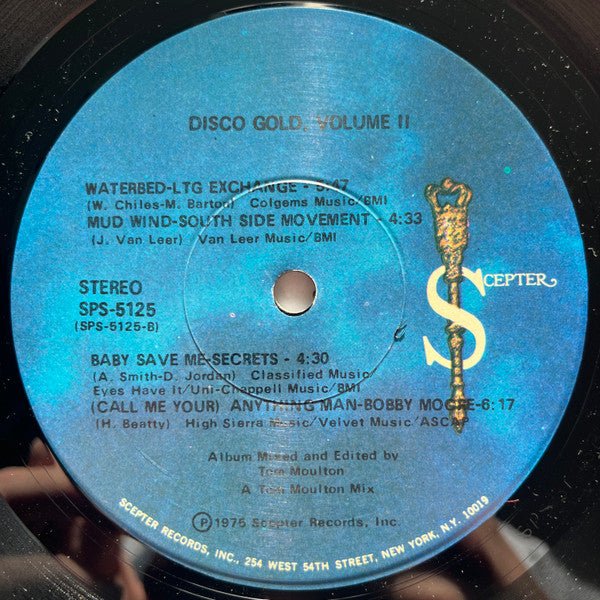 DISCO GOLD, VOLUME II
WATERBED-LTG EXCHANGE - 5:47
(W. Chiles-M. Barton) Colgems Music/BMI
MUD WIND-SOUTH SIDE MOVEMENT - 4:33
(J. Van Leer) Van Leer Music/BMI
STEREO
SPS-5125
(SPS-5125-B)
SCEPTER
BABY SAVE ME-SECRETS - 4:30
(A. Smith-D. Jordan) Classified Music/
Eyes Have It/Uni-Chappell Music/BMI
(CALL ME YOUR) ANYTHING MAN-BOBBY MOORE-6:17
(H. Beatty) High Sierra Music/Velvet Music/ASCAP
Album Mixed and Edited by
Tom Moulton
A Tom Moulton Mix
Ⓟ1975 Scepter Records, Inc.
SCEPTER RECORDS, INC., 254 WEST 54TH STREET, NEW YORK, N.Y. 10019